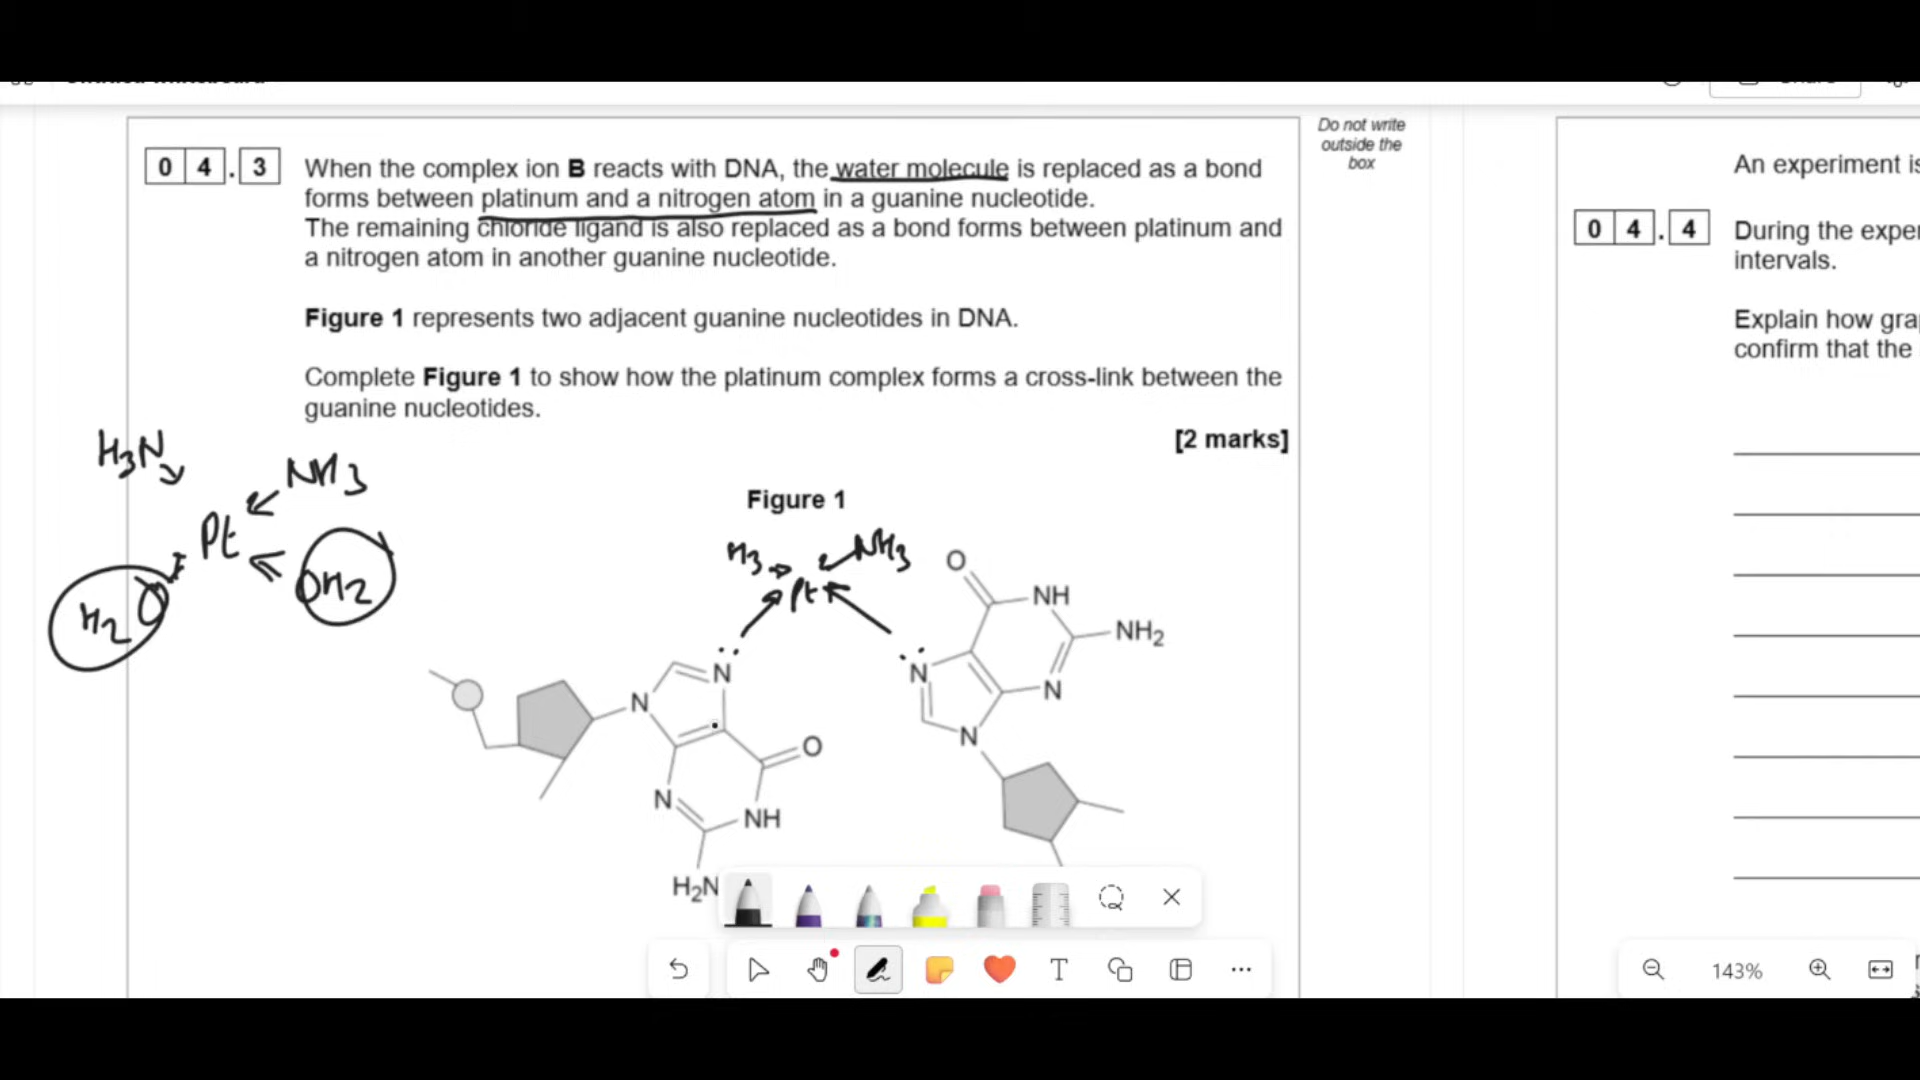 Do not write
outside the
box
04.3 When the complex ion B reacts with DNA, the water molecule is replaced as a bond
forms between platinum and a nitrogen atom in a guanine nucleotide.
The remaining chloride ligand is also replaced as a bond forms between platinum and
a nitrogen atom in another guanine nucleotide.
Figure 1 represents two adjacent guanine nucleotides in DNA.
Complete Figure 1 to show how the platinum complex forms a cross-link between the
guanine nucleotides.
[2 marks]
H3N
NH3
Pt
H2O
OH2
Figure 1
H3
NH3
Pt
O
NH
NH2
N
N
N
N
N
O
N
NH
H2N
An experiment is
04.4 During the exper
intervals.
Explain how gra
confirm that the
T
143%